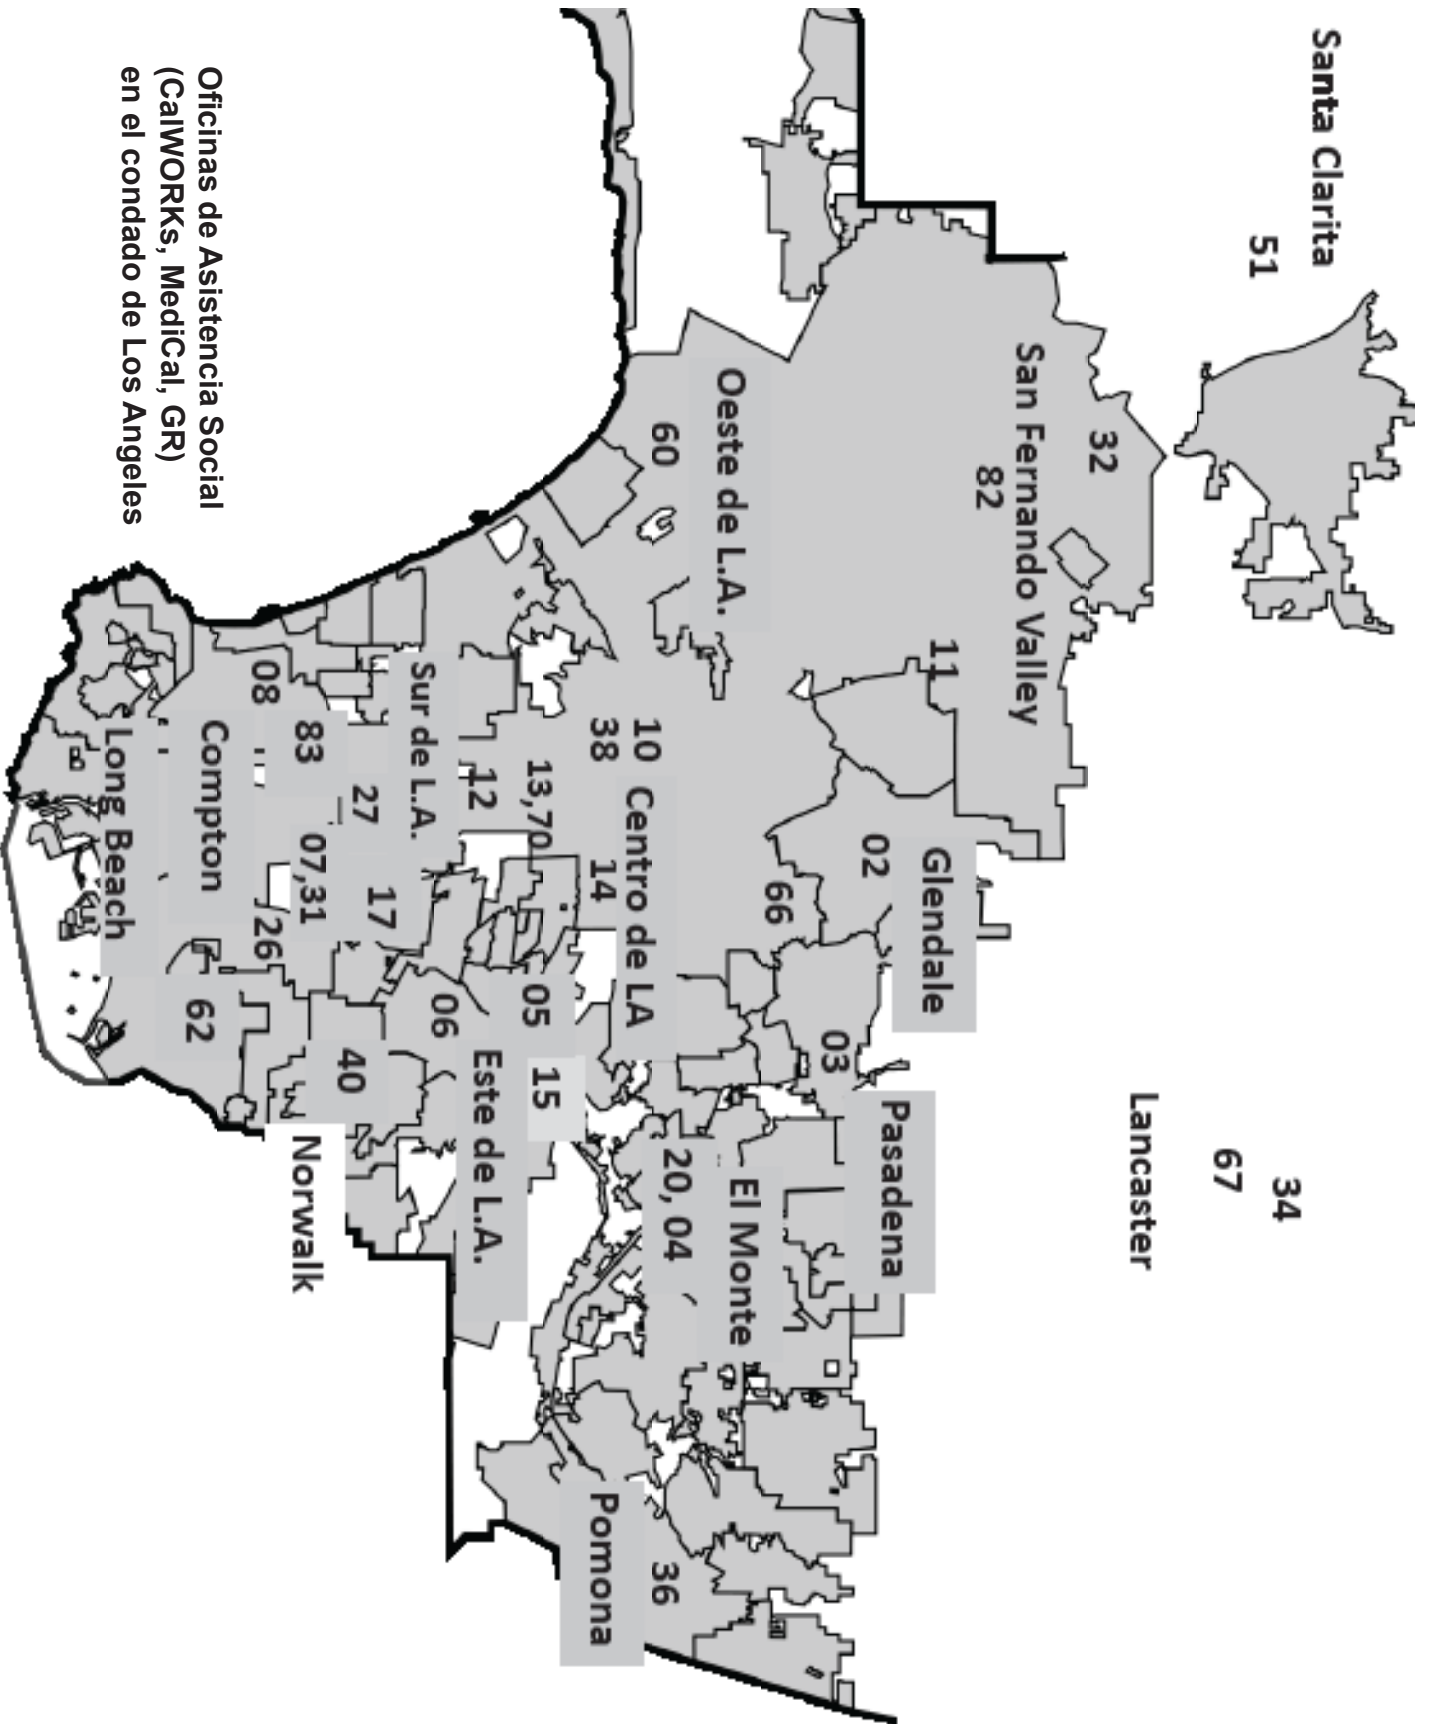 Santa Clarita
51
34
67
Lancaster
32
San Fernando Valley
82
11
Glendale
02
Pasadena
03
66
Oeste de L.A.
60
El Monte
20, 04
10
38
Centro de LA
14
36
Pomona
13,70
05
15
12
Este de L.A.
06
Sur de L.A.
17
27
40
83
07,31
Norwalk
08
26
Compton
62
Long Beach
Oficinas de Asistencia Social
(CalWORKs, MediCal, GR)
en el condado de Los Angeles